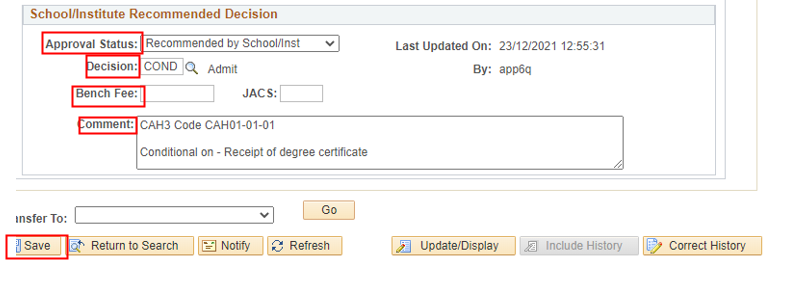 School/Institute Recommended Decision
Approval Status: Recommended by School/Inst Last Updated On: 23/12/2021 12:55:31
Decision: COND Admit By: app6q
Bench Fee: JACS:
Comment: CAH3 Code CAH01-01-01
Conditional on - Receipt of degree certificate
nsfer To: Go
Save Return to Search Notify Refresh Update/Display Include History Correct History